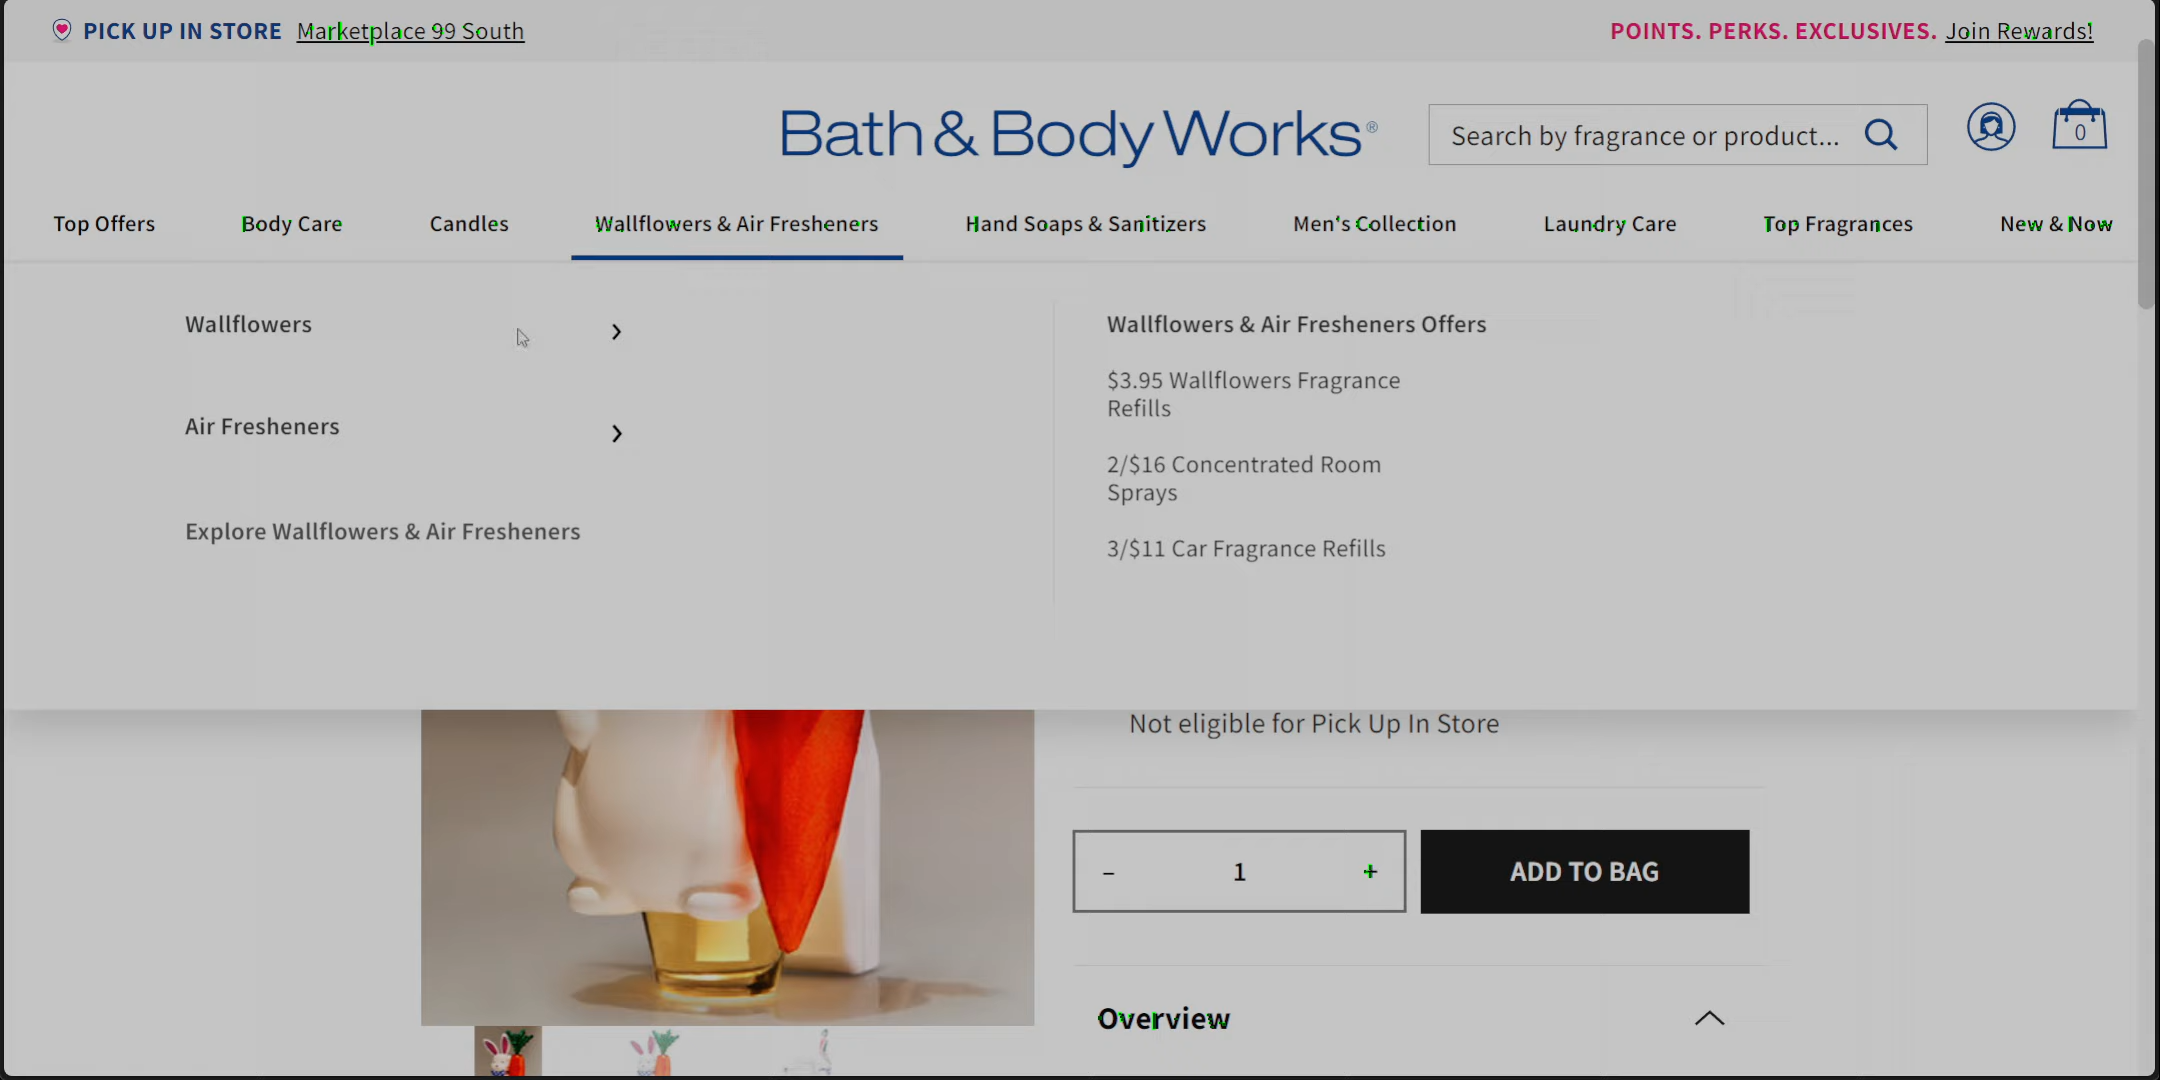 PICK UP IN STORE Marketplace 99 South
POINTS. PERKS. EXCLUSIVES. Join Rewards!
Bath & Body Works®
Search by fragrance or product...
0
Top Offers
Body Care
Candles
Wallflowers & Air Fresheners
Hand Soaps & Sanitizers
Men's Collection
Laundry Care
Top Fragrances
New & Now
Wallflowers
Air Fresheners
Explore Wallflowers & Air Fresheners
Wallflowers & Air Fresheners Offers
$3.95 Wallflowers Fragrance
Refills
2/$16 Concentrated Room
Sprays
3/$11 Car Fragrance Refills
Not eligible for Pick Up In Store
– 1 +
ADD TO BAG
Overview